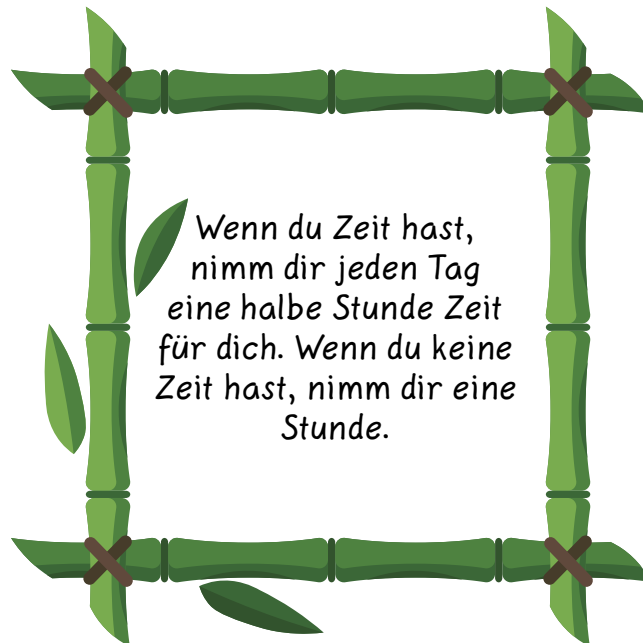 Wenn du Zeit hast,
nimm dir jeden Tag
eine halbe Stunde Zeit
für dich. Wenn du keine
Zeit hast, nimm dir eine
Stunde.